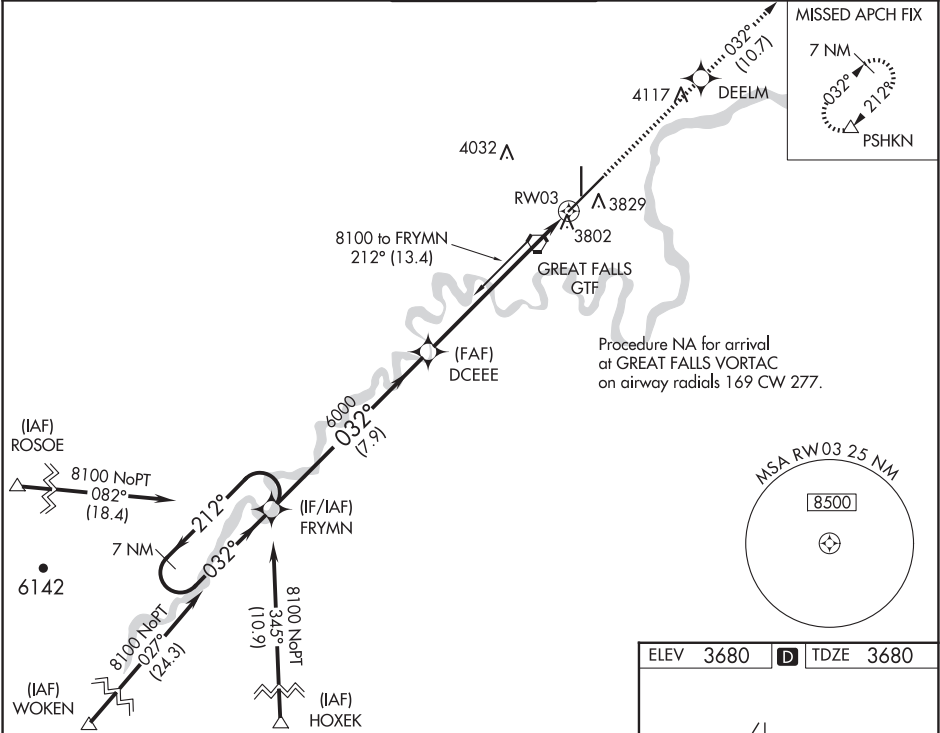 MISSED APCH FIX
7 NM
032°
212°
PSHKN
032°
(10.7)
4117
DEELM
4032
RW03
3829
3802
8100 to FRYMN
212° (13.4)
GREAT FALLS
GTF
(FAF)
DCEEE
Procedure NA for arrival
at GREAT FALLS VORTAC
on airway radials 169 CW 277.
6000
032°
(7.9)
(IAF)
ROSOE
8100 NoPT
082°
(18.4)
212°
(IF/IAF)
FRYMN
7 NM
032°
6142
8100 NoPT
027°
(24.3)
8100 NoPT
345°
(10.9)
(IAF)
WOKEN
(IAF)
HOXEK
MSA RW03 25 NM
8500
ELEV 3680 D TDZE 3680